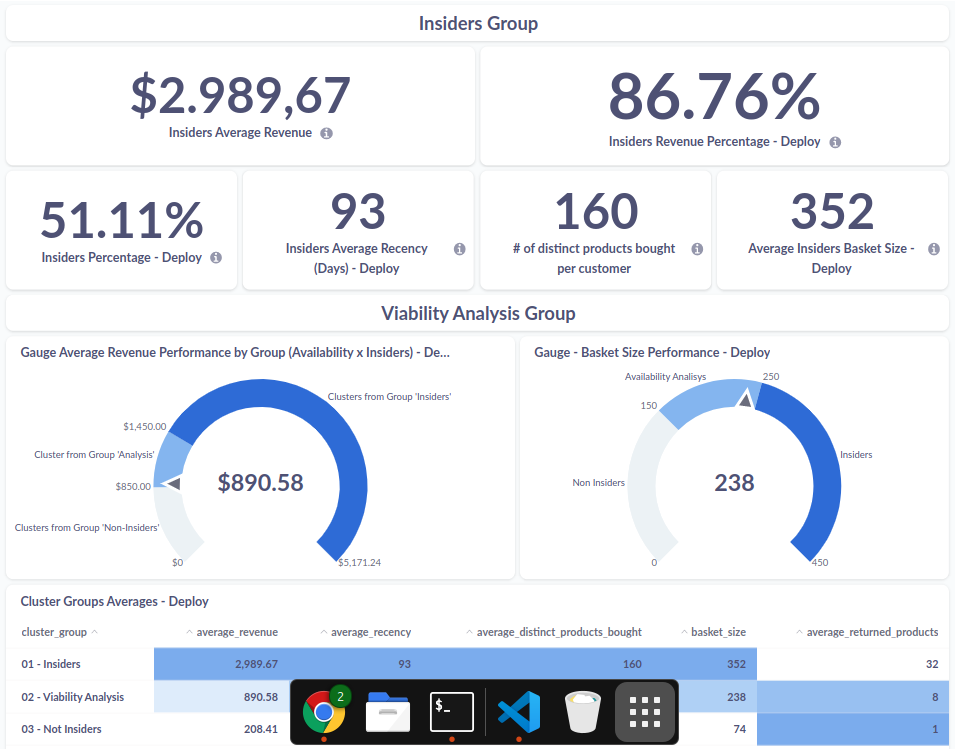 Insiders Group
$2.989,67
Insiders Average Revenue
86.76%
Insiders Revenue Percentage - Deploy
51.11%
Insiders Percentage - Deploy
93
Insiders Average Recency
(Days) - Deploy
160
# of distinct products bought
per customer
352
Average Insiders Basket Size -
Deploy
Viability Analysis Group
Gauge Average Revenue Performance by Group (Availability x Insiders) - De...
Clusters from Group 'Insiders'
$1,450.00
Cluster from Group 'Analysis'
$850.00
$890.58
Clusters from Group 'Non-Insiders'
$0
$5,171.24
Gauge - Basket Size Performance - Deploy
Availability Analisys
250
150
Insiders
Non Insiders
238
0
450
Cluster Groups Averages - Deploy
cluster_group average_revenue average_recency average_distinct_products_bought basket_size average_returned_products
01 - Insiders 2,989.67 93 160 352 32
02 - Viability Analysis 890.58 238 8
03 - Not Insiders 208.41 74 1
2
$_